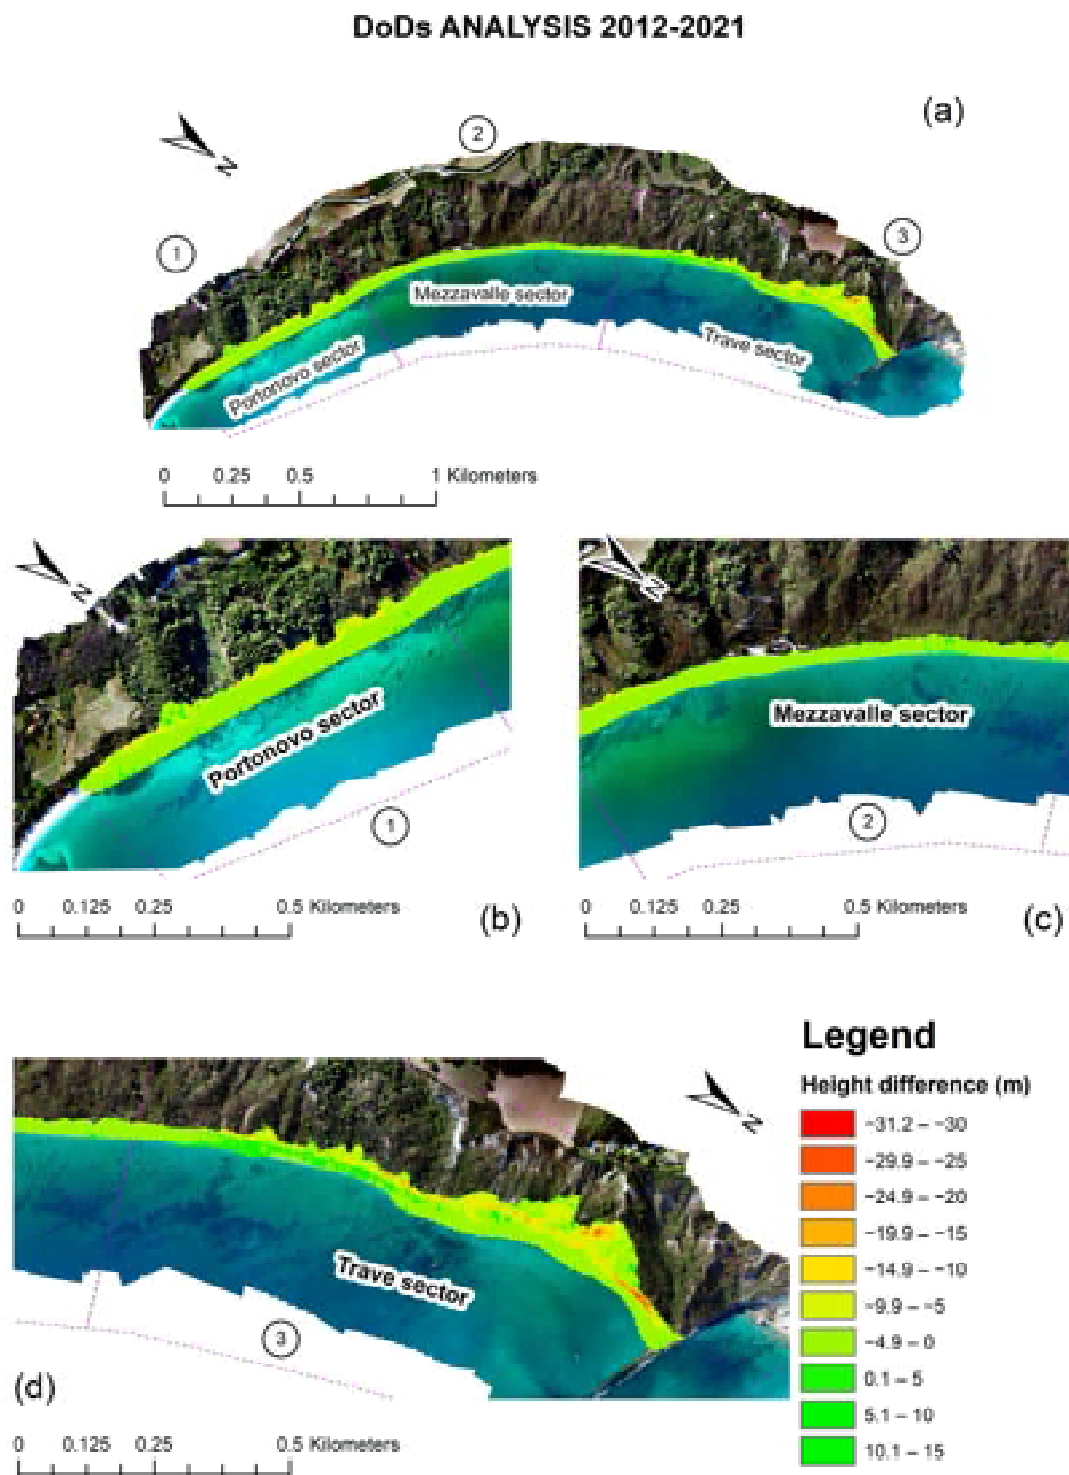 DoDs ANALYSIS 2012-2021
(a)
N
2
1
3
Mezzavalle sector
Portonovo sector
Trave sector
0 0.25 0.5 1 Kilometers
N
Portonovo sector
1
0 0.125 0.25 0.5 Kilometers
(b)
N
Mezzavalle sector
2
0 0.125 0.25 0.5 Kilometers
(c)
N
Trave sector
3
(d)
0 0.125 0.25 0.5 Kilometers
Legend
Height difference (m)
−31.2 – −30
−29.9 – −25
−24.9 – −20
−19.9 – −15
−14.9 – −10
−9.9 – −5
−4.9 – 0
0.1 – 5
5.1 – 10
10.1 – 15